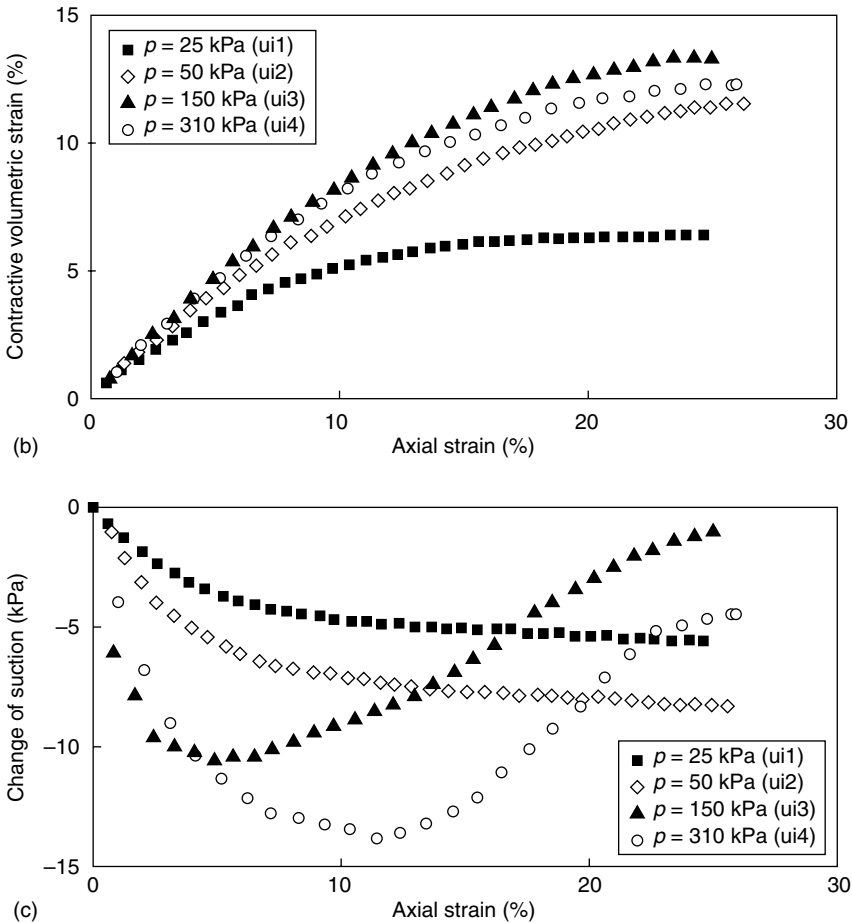 15
p = 25 kPa (ui1)
p = 50 kPa (ui2)
p = 150 kPa (ui3)
p = 310 kPa (ui4)
10
Contractive volumetric strain (%)
5
0
0
10
20
30
(b)
Axial strain (%)
0
Change of suction (kPa)
–5
–10
p = 25 kPa (ui1)
p = 50 kPa (ui2)
p = 150 kPa (ui3)
p = 310 kPa (ui4)
–15
0
10
20
30
(c)
Axial strain (%)